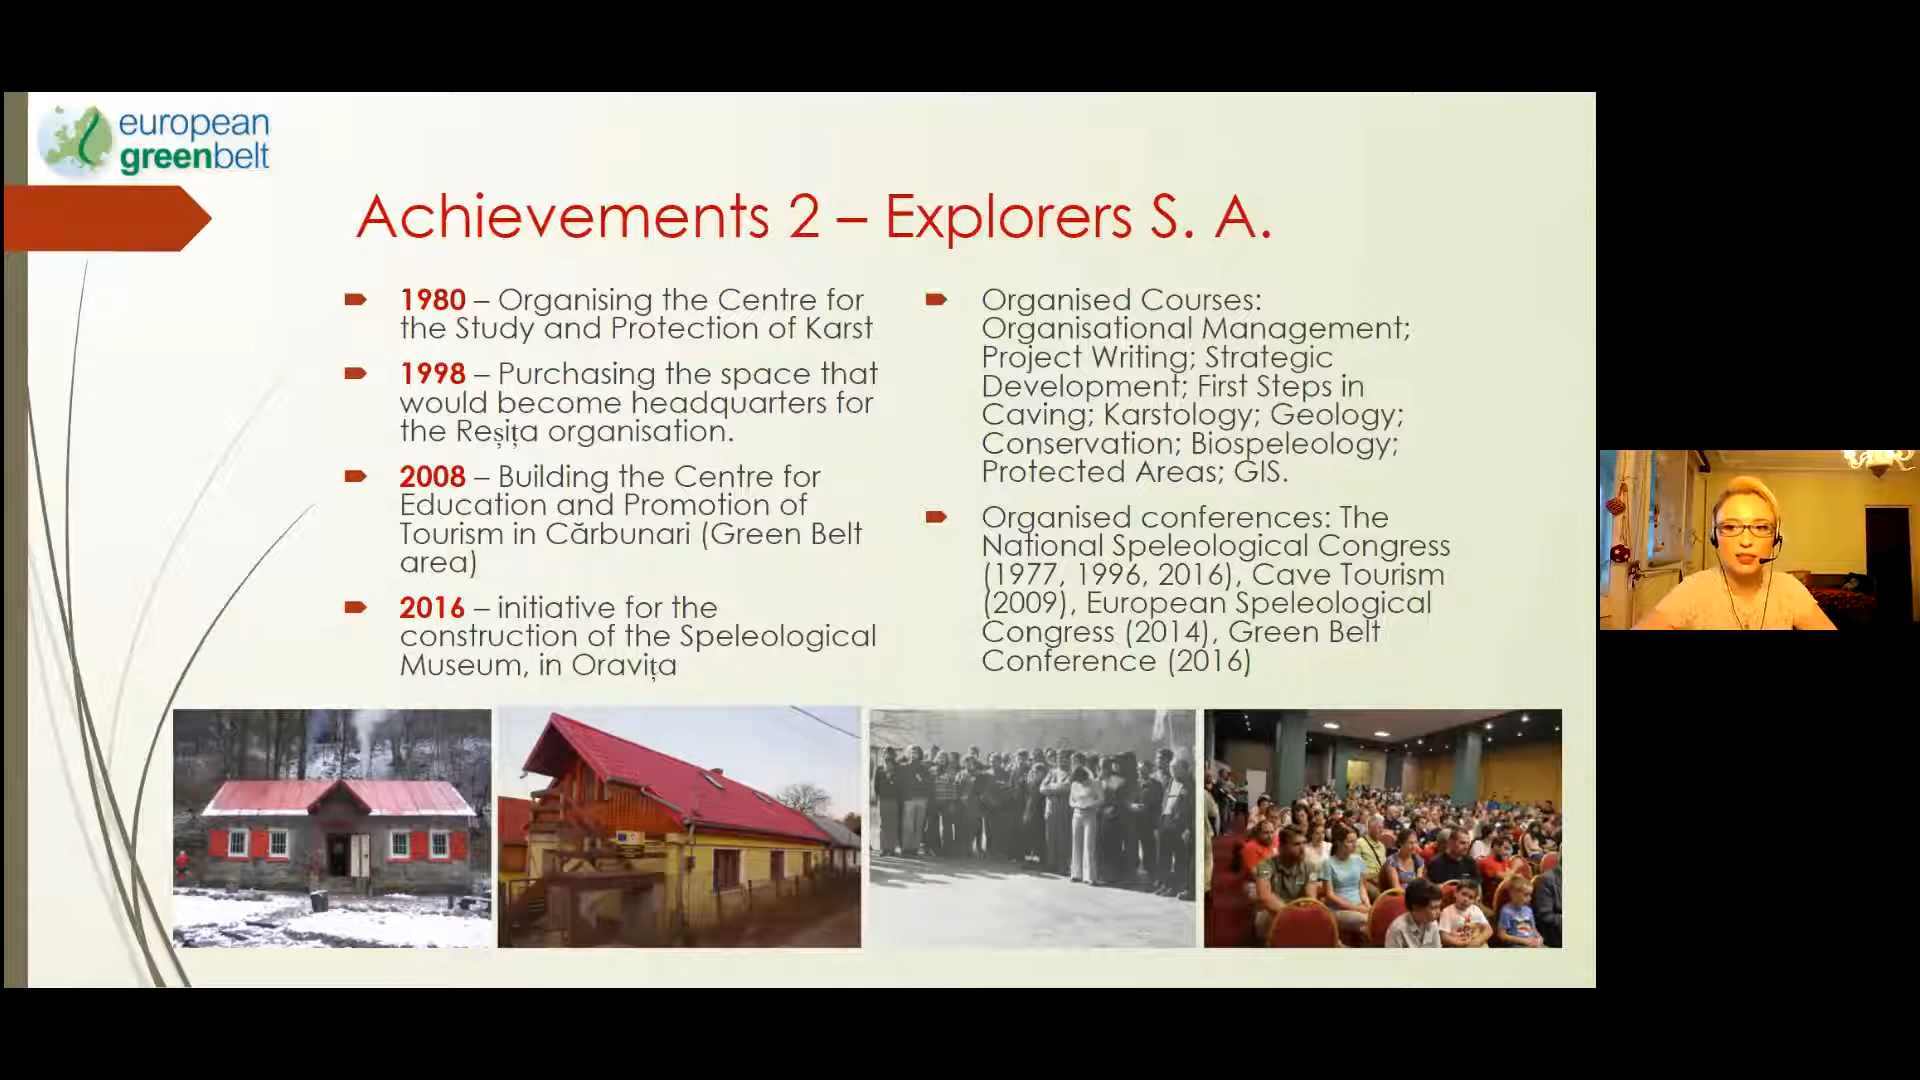 european
greenbelt
Achievements 2 – Explorers S. A.
1980 – Organising the Centre for
the Study and Protection of Karst
1998 – Purchasing the space that
would become headquarters for
the Reșița organisation.
2008 – Building the Centre for
Education and Promotion of
Tourism in Cărbunari (Green Belt
area)
2016 – initiative for the
construction of the Speleological
Museum, in Oravița
Organised Courses:
Organisational Management;
Project Writing; Strategic
Development; First Steps in
Caving; Karstology; Geology;
Conservation; Biospeleology;
Protected Areas; GIS.
Organised conferences: The
National Speleological Congress
(1977, 1996, 2016), Cave Tourism
(2009), European Speleological
Congress (2014), Green Belt
Conference (2016)